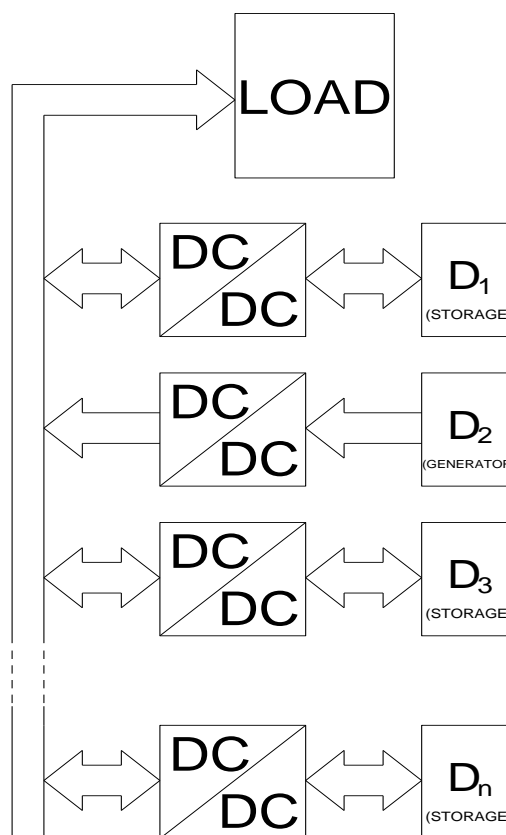 LOAD
DC
DC
D1
(STORAGE
DC
DC
D2
(GENERATOR
DC
DC
D3
(STORAGE
DC
DC
Dn
(STORAGE